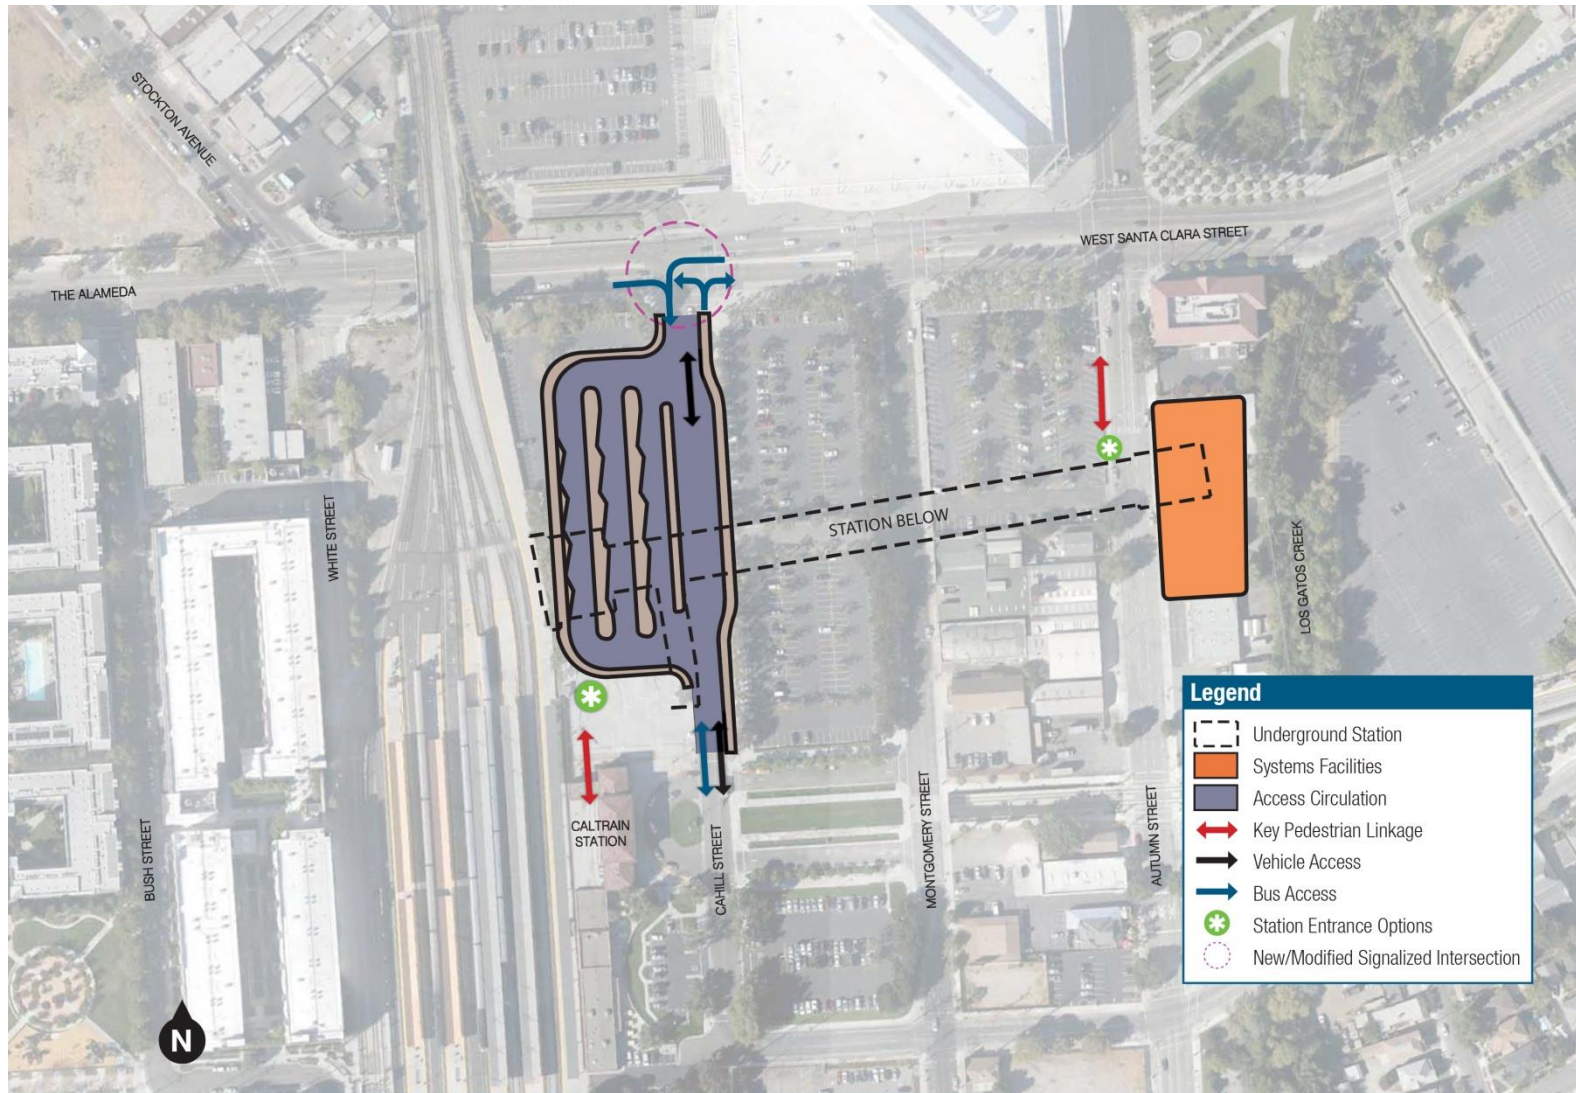 STOCKTON AVENUE
WEST SANTA CLARA STREET
THE ALAMEDA
WHITE STREET
STATION BELOW
LOS GATOS CREEK
BUSH STREET
CALTRAIN
STATION
CAHILL STREET
MONTGOMERY STREET
AUTUMN STREET
Legend
Underground Station
Systems Facilities
Access Circulation
Key Pedestrian Linkage
Vehicle Access
Bus Access
Station Entrance Options
New/Modified Signalized Intersection
N